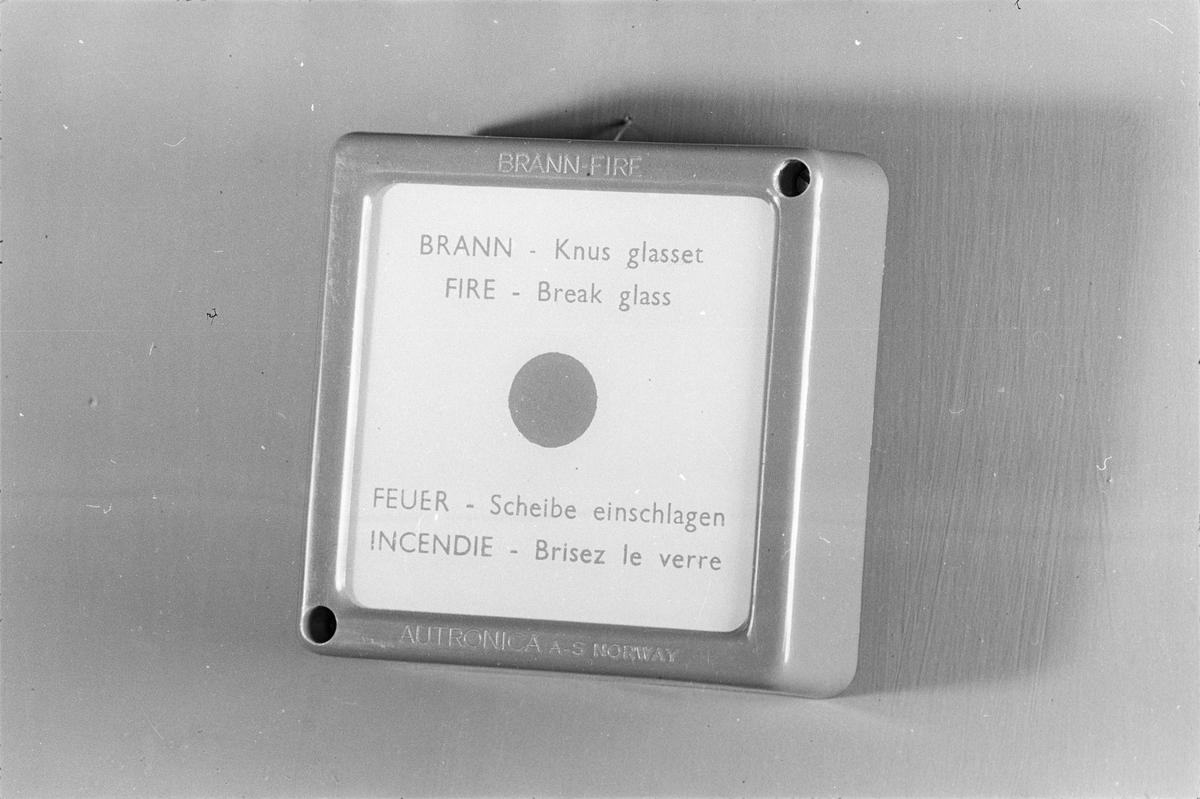 BRANN-FIRE
BRANN - Knus glasset
FIRE - Break glass
FEUER - Scheibe einschlagen
INCENDIE - Brisez le verre
AUTRONICA A-S NORWAY